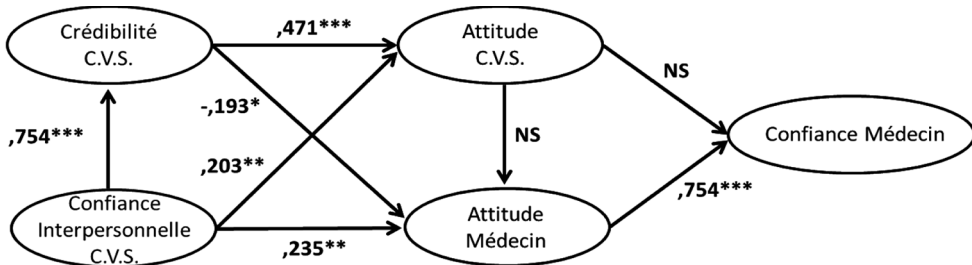 Crédibilité
C.V.S.
,471***
Attitude
C.V.S.
NS
-,193*
,754***
NS
Confiance Médecin
,203**
,754***
Confiance
Interpersonnelle
C.V.S.
,235**
Attitude
Médecin